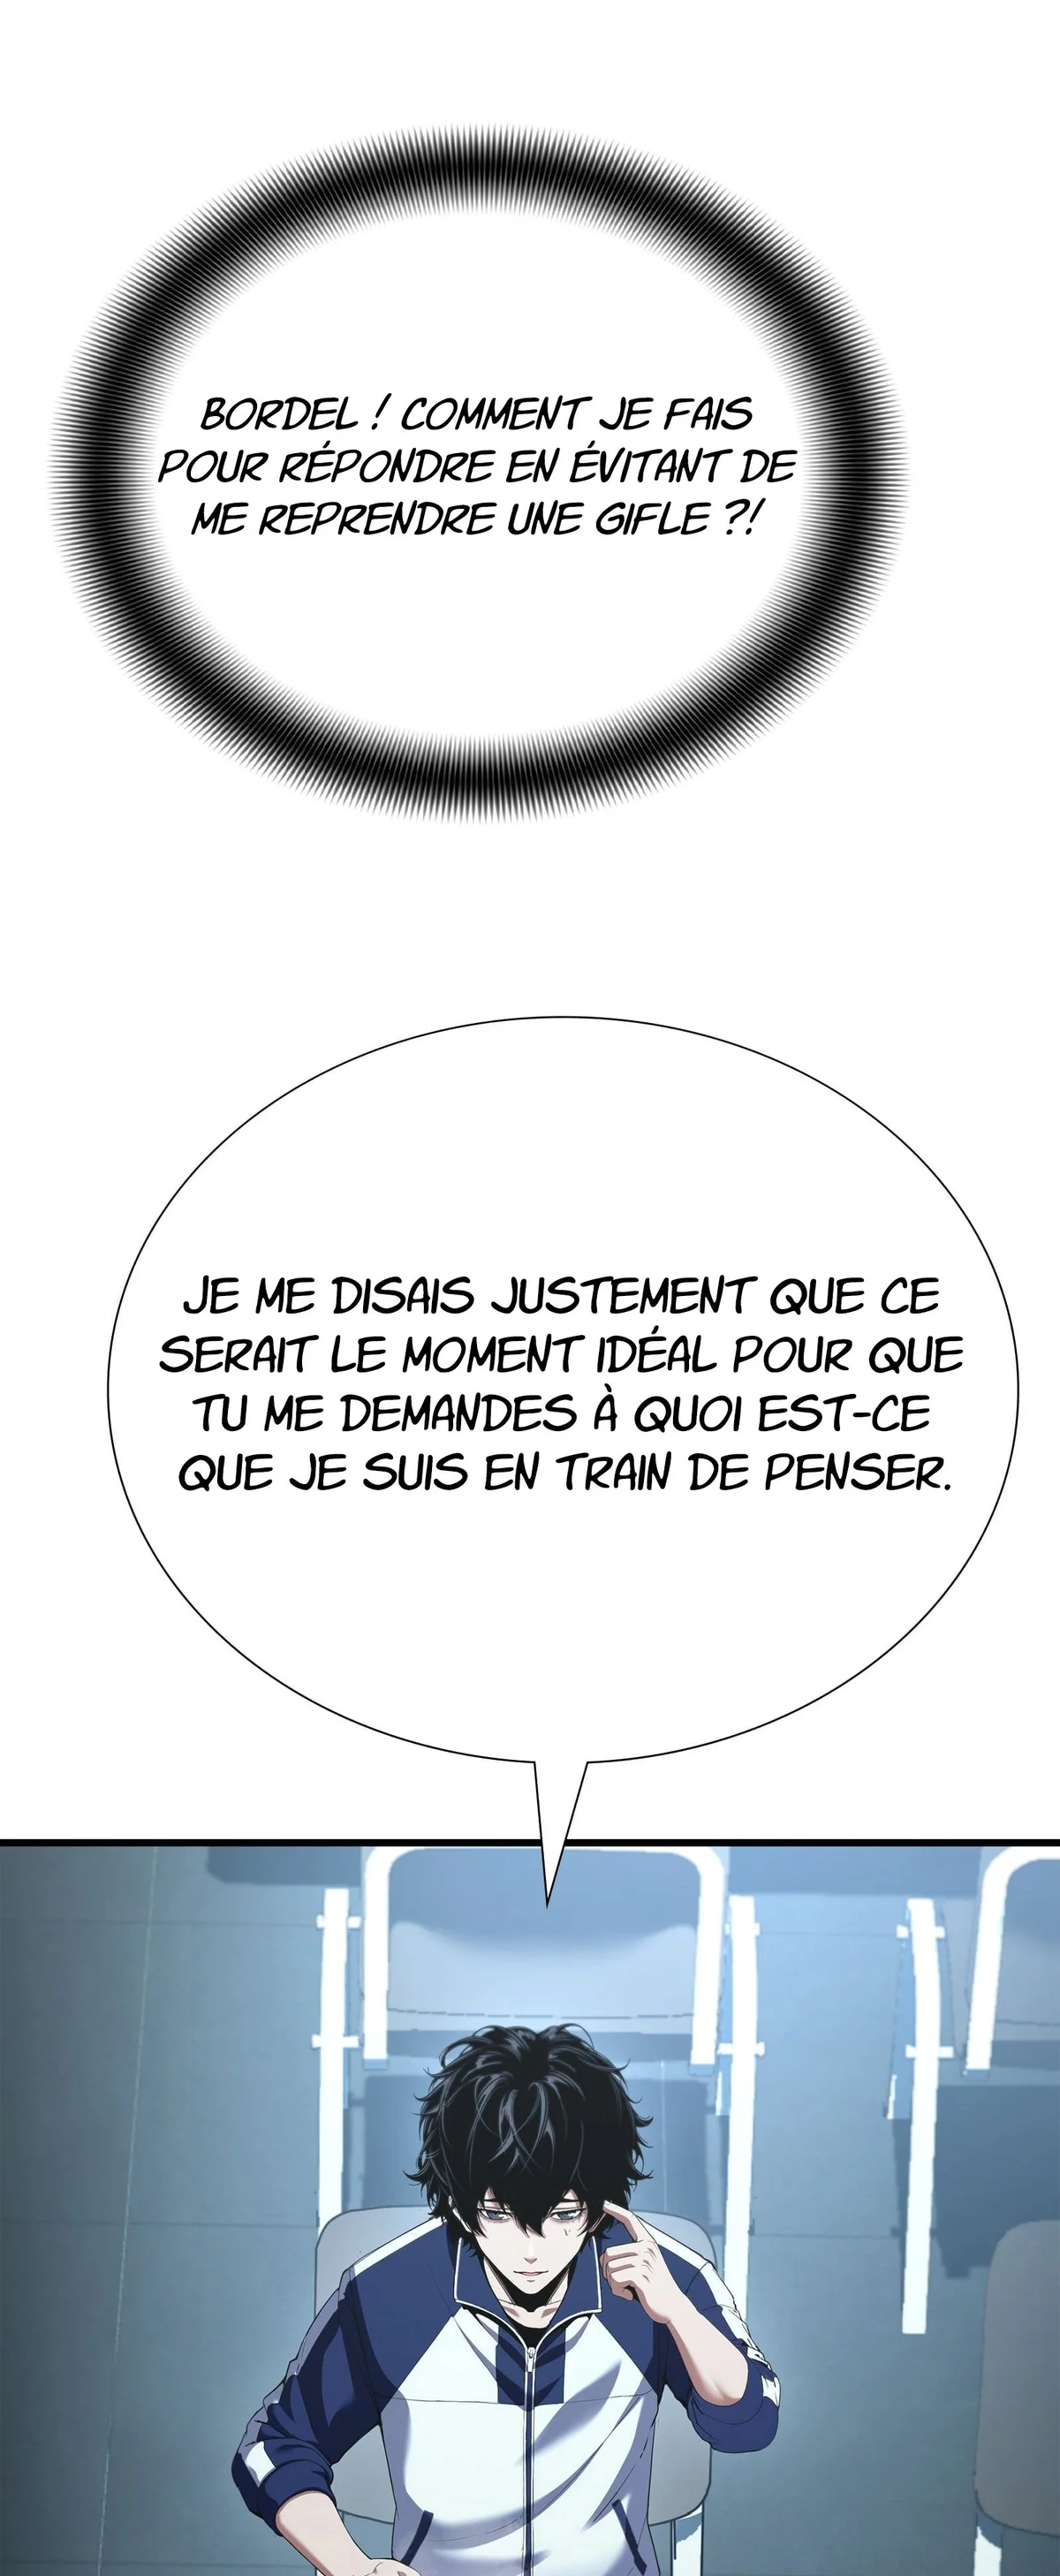 BORDEL ! COMMENT JE FAIS
POUR RÉPONDRE EN ÉVITANT DE
ME REPRENDRE UNE GIFLE ?!
JE ME DISAIS JUSTEMENT QUE CE
SERAIT LE MOMENT IDÉAL POUR QUE
TU ME DEMANDES À QUOI EST-CE
QUE JE SUIS EN TRAIN DE PENSER.